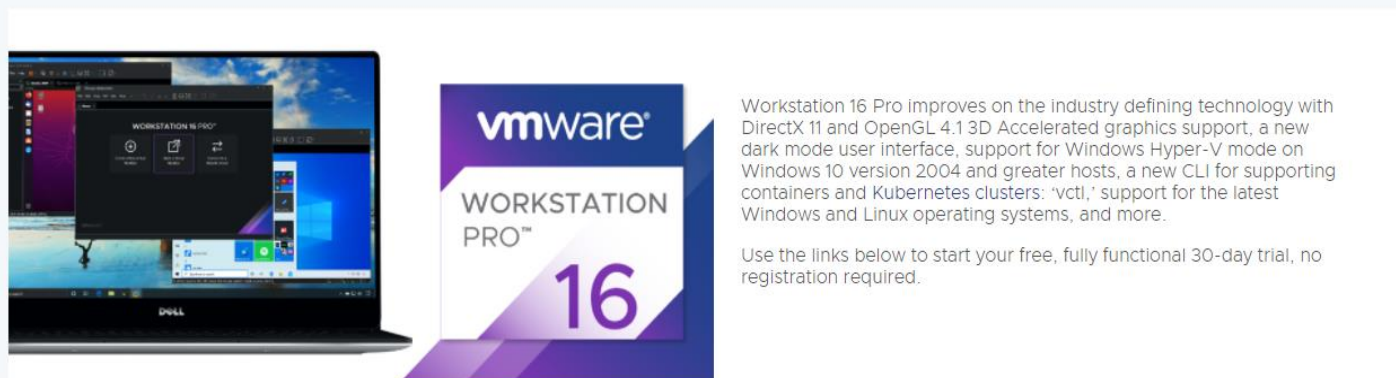 WORKSTATION 16 PRO™
DELL
vmware®
WORKSTATION
PRO™
16
Workstation 16 Pro improves on the industry defining technology with
DirectX 11 and OpenGL 4.1 3D Accelerated graphics support, a new
dark mode user interface, support for Windows Hyper-V mode on
Windows 10 version 2004 and greater hosts, a new CLI for supporting
containers and Kubernetes clusters: ‘vctl,’ support for the latest
Windows and Linux operating systems, and more.
Use the links below to start your free, fully functional 30-day trial, no
registration required.